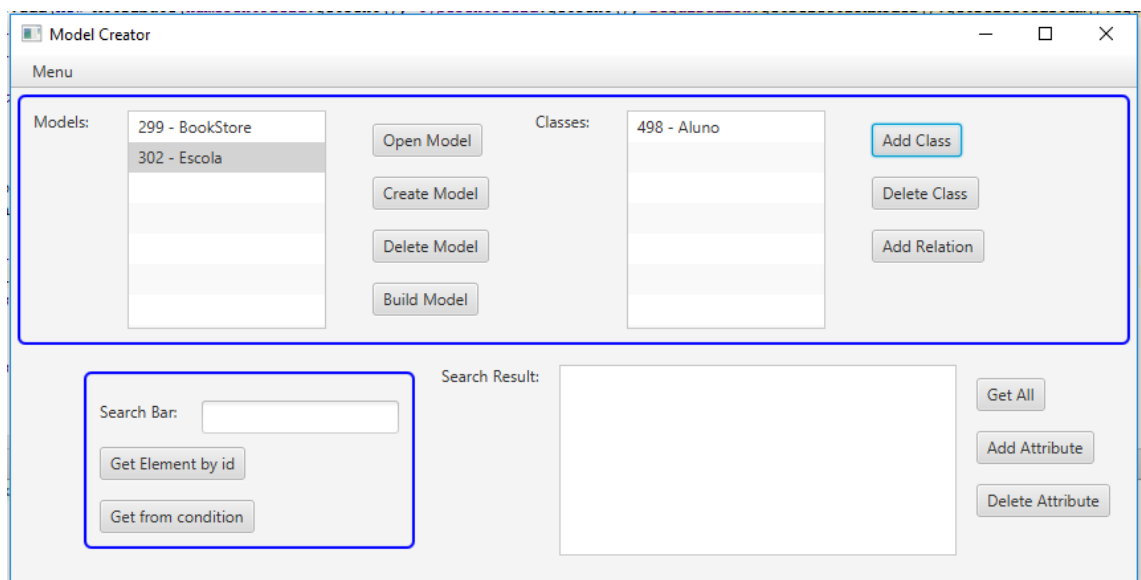 Model Creator
Menu
Models:
299 - BookStore
302 - Escola
Open Model
Create Model
Delete Model
Build Model
Classes:
498 - Aluno
Add Class
Delete Class
Add Relation
Search Bar:
Get Element by id
Get from condition
Search Result:
Get All
Add Attribute
Delete Attribute